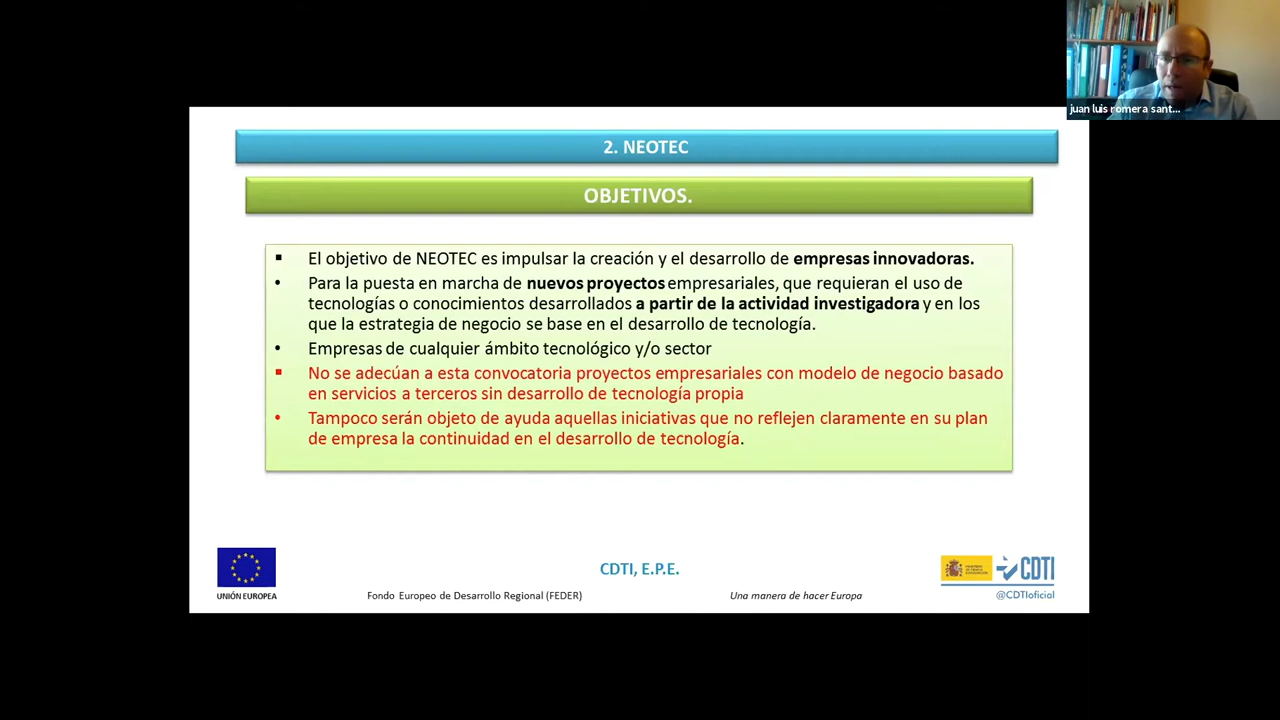 juan luis romera sant...
2. NEOTEC
OBJETIVOS.
El objetivo de NEOTEC es impulsar la creación y el desarrollo de empresas innovadoras.
Para la puesta en marcha de nuevos proyectos empresariales, que requieran el uso de
tecnologías o conocimientos desarrollados a partir de la actividad investigadora y en los
que la estrategia de negocio se base en el desarrollo de tecnología.
Empresas de cualquier ámbito tecnológico y/o sector
No se adecúan a esta convocatoria proyectos empresariales con modelo de negocio basado
en servicios a terceros sin desarrollo de tecnología propia
Tampoco serán objeto de ayuda aquellas iniciativas que no reflejen claramente en su plan
de empresa la continuidad en el desarrollo de tecnología.
CDTI, E.P.E.
CDTI
UNIÓN EUROPEA
Fondo Europeo de Desarrollo Regional (FEDER)
Una manera de hacer Europa
@CDTIoficial